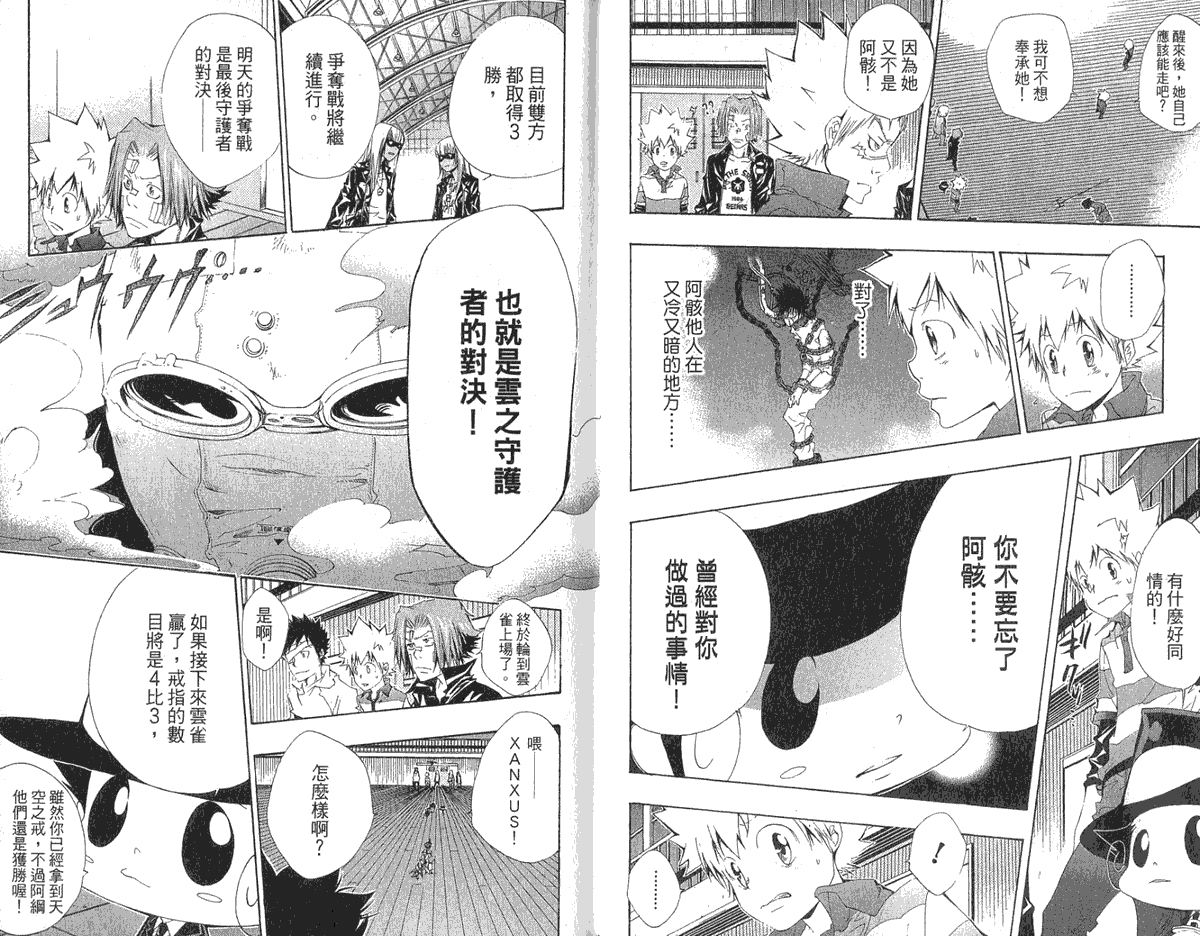 醒來後，她自己
應該能走吧？
我可不想
奉承她！
因為她
又不是
阿骸！
THE S
1984
⋯⋯⋯
對了⋯⋯
阿骸他人在
又冷又暗的地方⋯⋯
有什麼好同
情的！
你不要忘了
阿骸⋯⋯⋯
曾經對你
做過的事
情！
！
⋯⋯⋯
目前雙方
都取得3
勝，
爭奪戰將繼
續進行。
明天的爭奪戰
是最後守護者
的對決——
也就是雲之守護
者的對決！
終於輪到雲
雀上場了。
是啊！
喂——
XANXUS！
怎麼樣啊？
如果接下來雲雀
贏了，戒指的數
目將是4比3，
雖然你已經拿到天
空之戒，不過阿綱
他們還是獲勝喔！